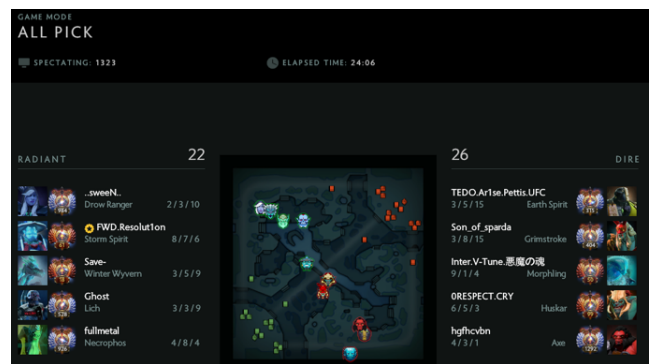 GAME MODE
ALL PICK
SPECTATING: 1323
ELAPSED TIME: 24:06
RADIANT 22
26 DIRE
..sweeN..
Drow Ranger 2/3/10
FWD.Resolut1on
Storm Spirit 8/7/6
Save-
Winter Wyvern 3/5/9
Ghost
Lich 3/3/9
fullmetal
Necrophos 4/8/4
TEDO.Ar1se.Pettis.UFC
3/5/15 Earth Spirit
Son_of_sparda
3/8/15 Grimstroke
Inter.V-Tune.悪魔の魂
9/1/4 Morphling
0RESPECT.CRY
6/5/3 Huskar
hgfhcvbn
4/3/1 Axe